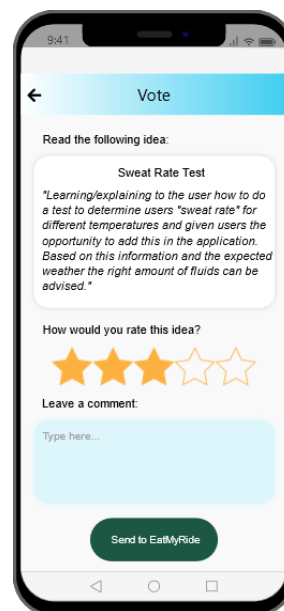 9:41
Vote
Read the following idea:
Sweat Rate Test
"Learning/explaining to the user how to do
a test to determine users "sweat rate" for
different temperatures and given users the
opportunity to add this in the application.
Based on this information and the expected
weather the right amount of fluids can be
advised."
How would you rate this idea?
Leave a comment:
Type here...
Send to EatMyRide